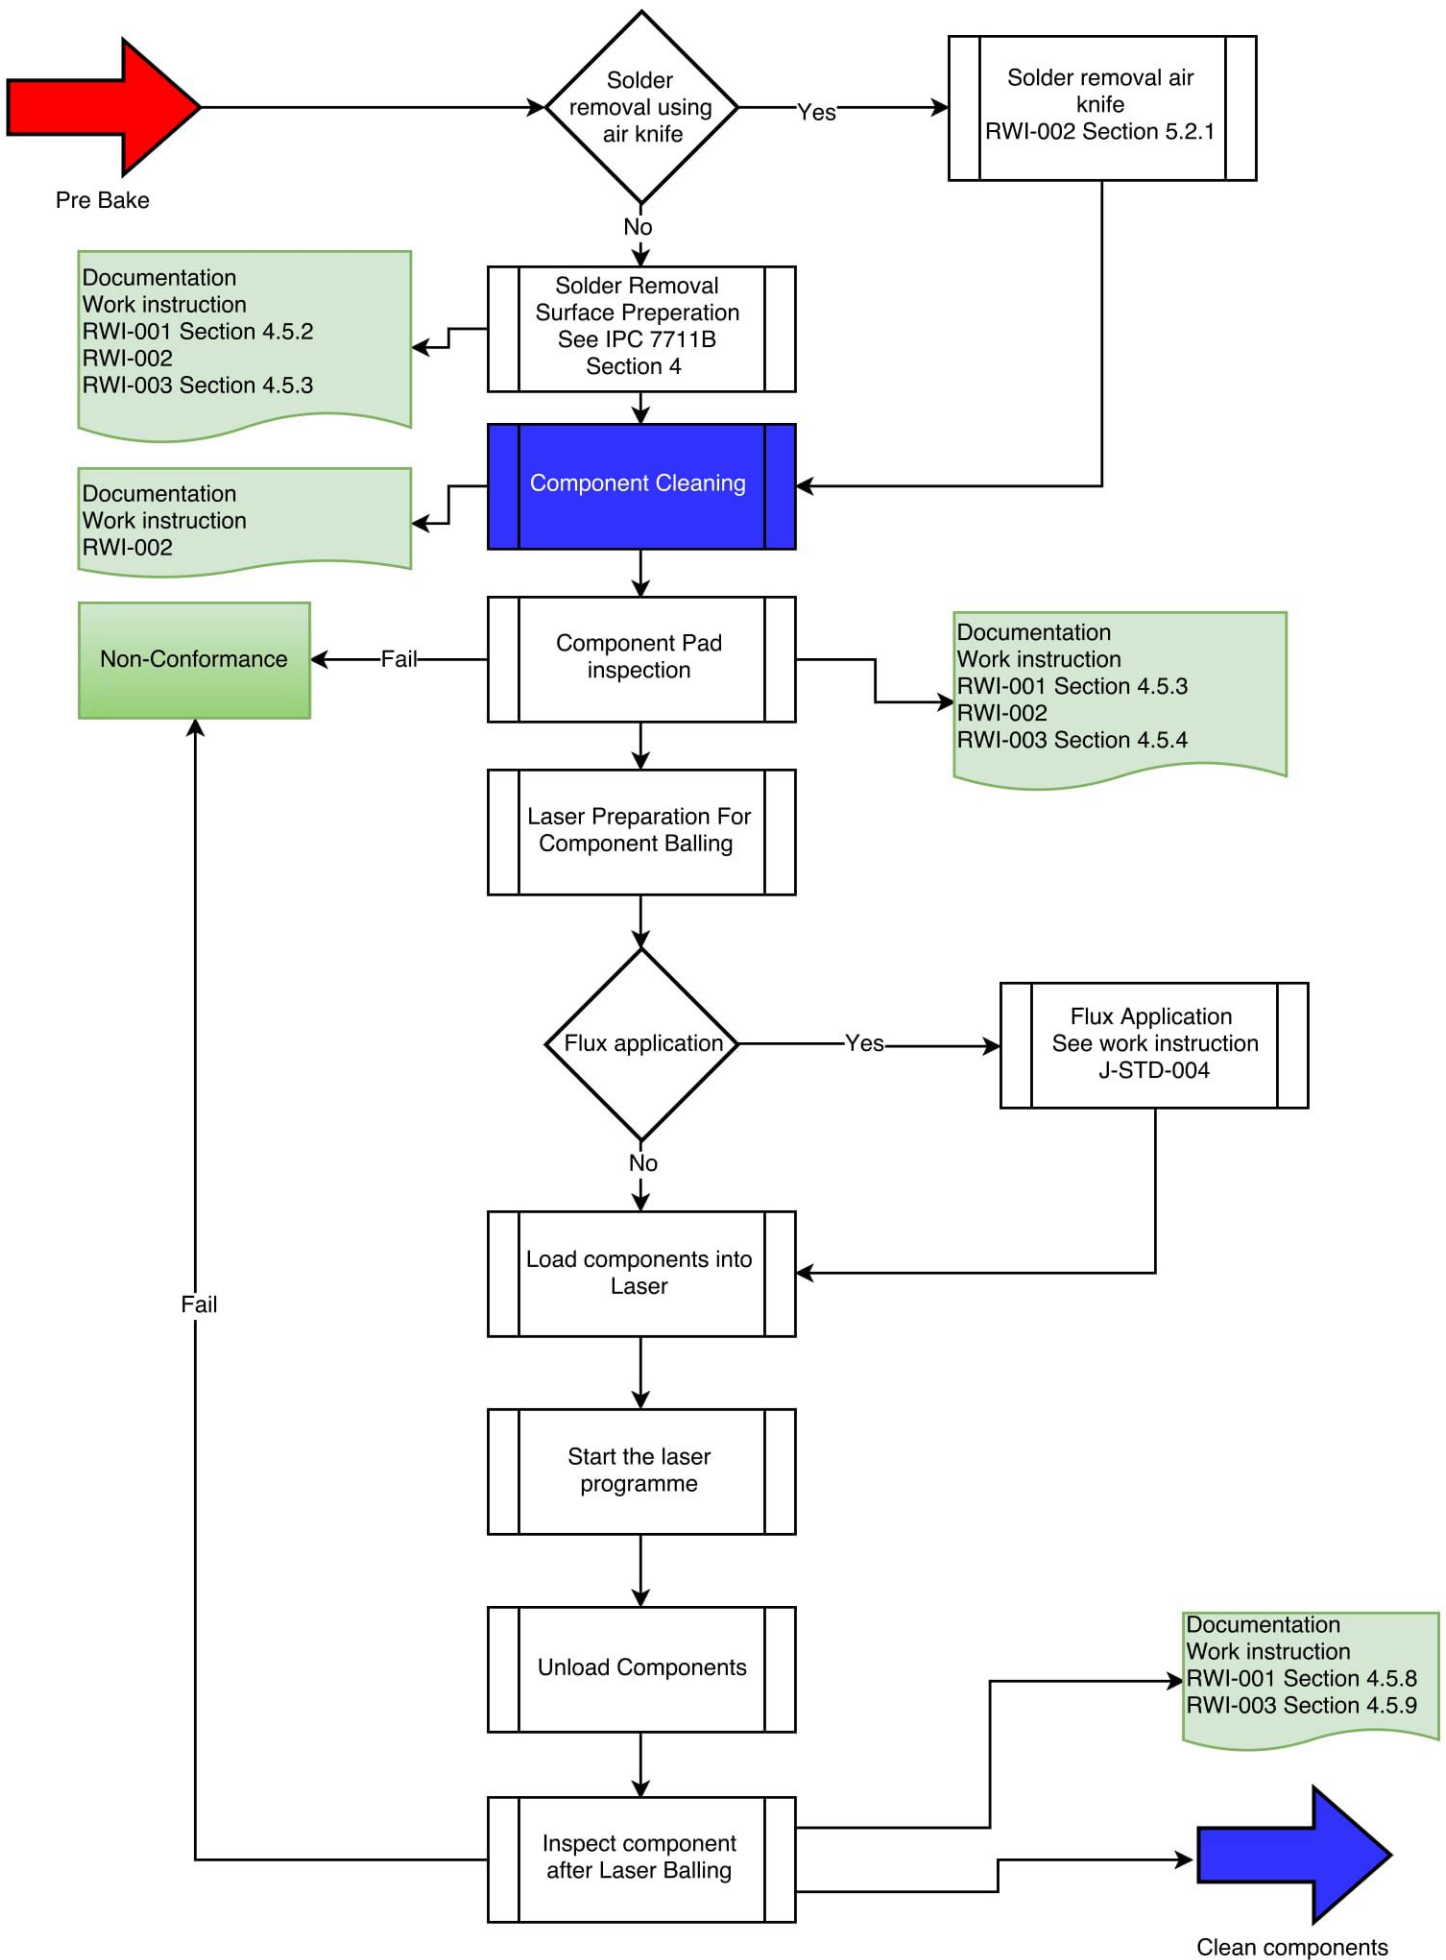 Solder
removal using
air knife
Yes
Solder removal air
knife
RWI-002 Section 5.2.1
Pre Bake
No
Documentation
Work instruction
RWI-001 Section 4.5.2
RWI-002
RWI-003 Section 4.5.3
Solder Removal
Surface Preperation
See IPC 7711B
Section 4
Component Cleaning
Documentation
Work instruction
RWI-002
Non-Conformance
Fail
Component Pad
inspection
Documentation
Work instruction
RWI-001 Section 4.5.3
RWI-002
RWI-003 Section 4.5.4
Laser Preparation For
Component Balling
Flux application
Yes
Flux Application
See work instruction
J-STD-004
No
Load components into
Laser
Fail
Start the laser
programme
Unload Components
Documentation
Work instruction
RWI-001 Section 4.5.8
RWI-003 Section 4.5.9
Inspect component
after Laser Balling
Clean components